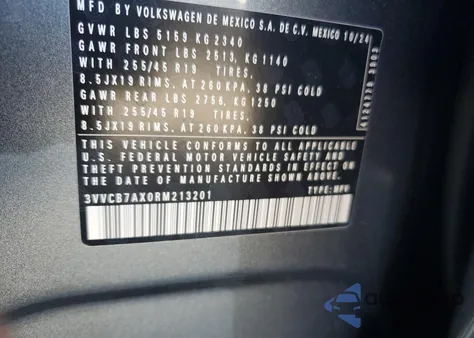 MFD BY VOLKSWAGEN DE MEXICO S.A. DE C.V. MEXICO 10/24
GVWR LBS 5159 KG 2340
GAWR FRONT LBS 2513, KG 1140
WITH 255/45 R19 TIRES,
8.5JX19 RIMS, AT 260 KPA, 38 PSI COLD
GAWR REAR LBS 2756, KG 1250
WITH 255/45 R19 TIRES,
8.5JX19 RIMS, AT 260 KPA, 38 PSI COLD
THIS VEHICLE CONFORMS TO ALL APPLICABLE
U.S. FEDERAL MOTOR VEHICLE SAFETY AND
THEFT PREVENTION STANDARDS IN EFFECT ON
THE DATE OF MANUFACTURE SHOWN ABOVE.
3VVCB7AX0RM213201 TYPE: MPV